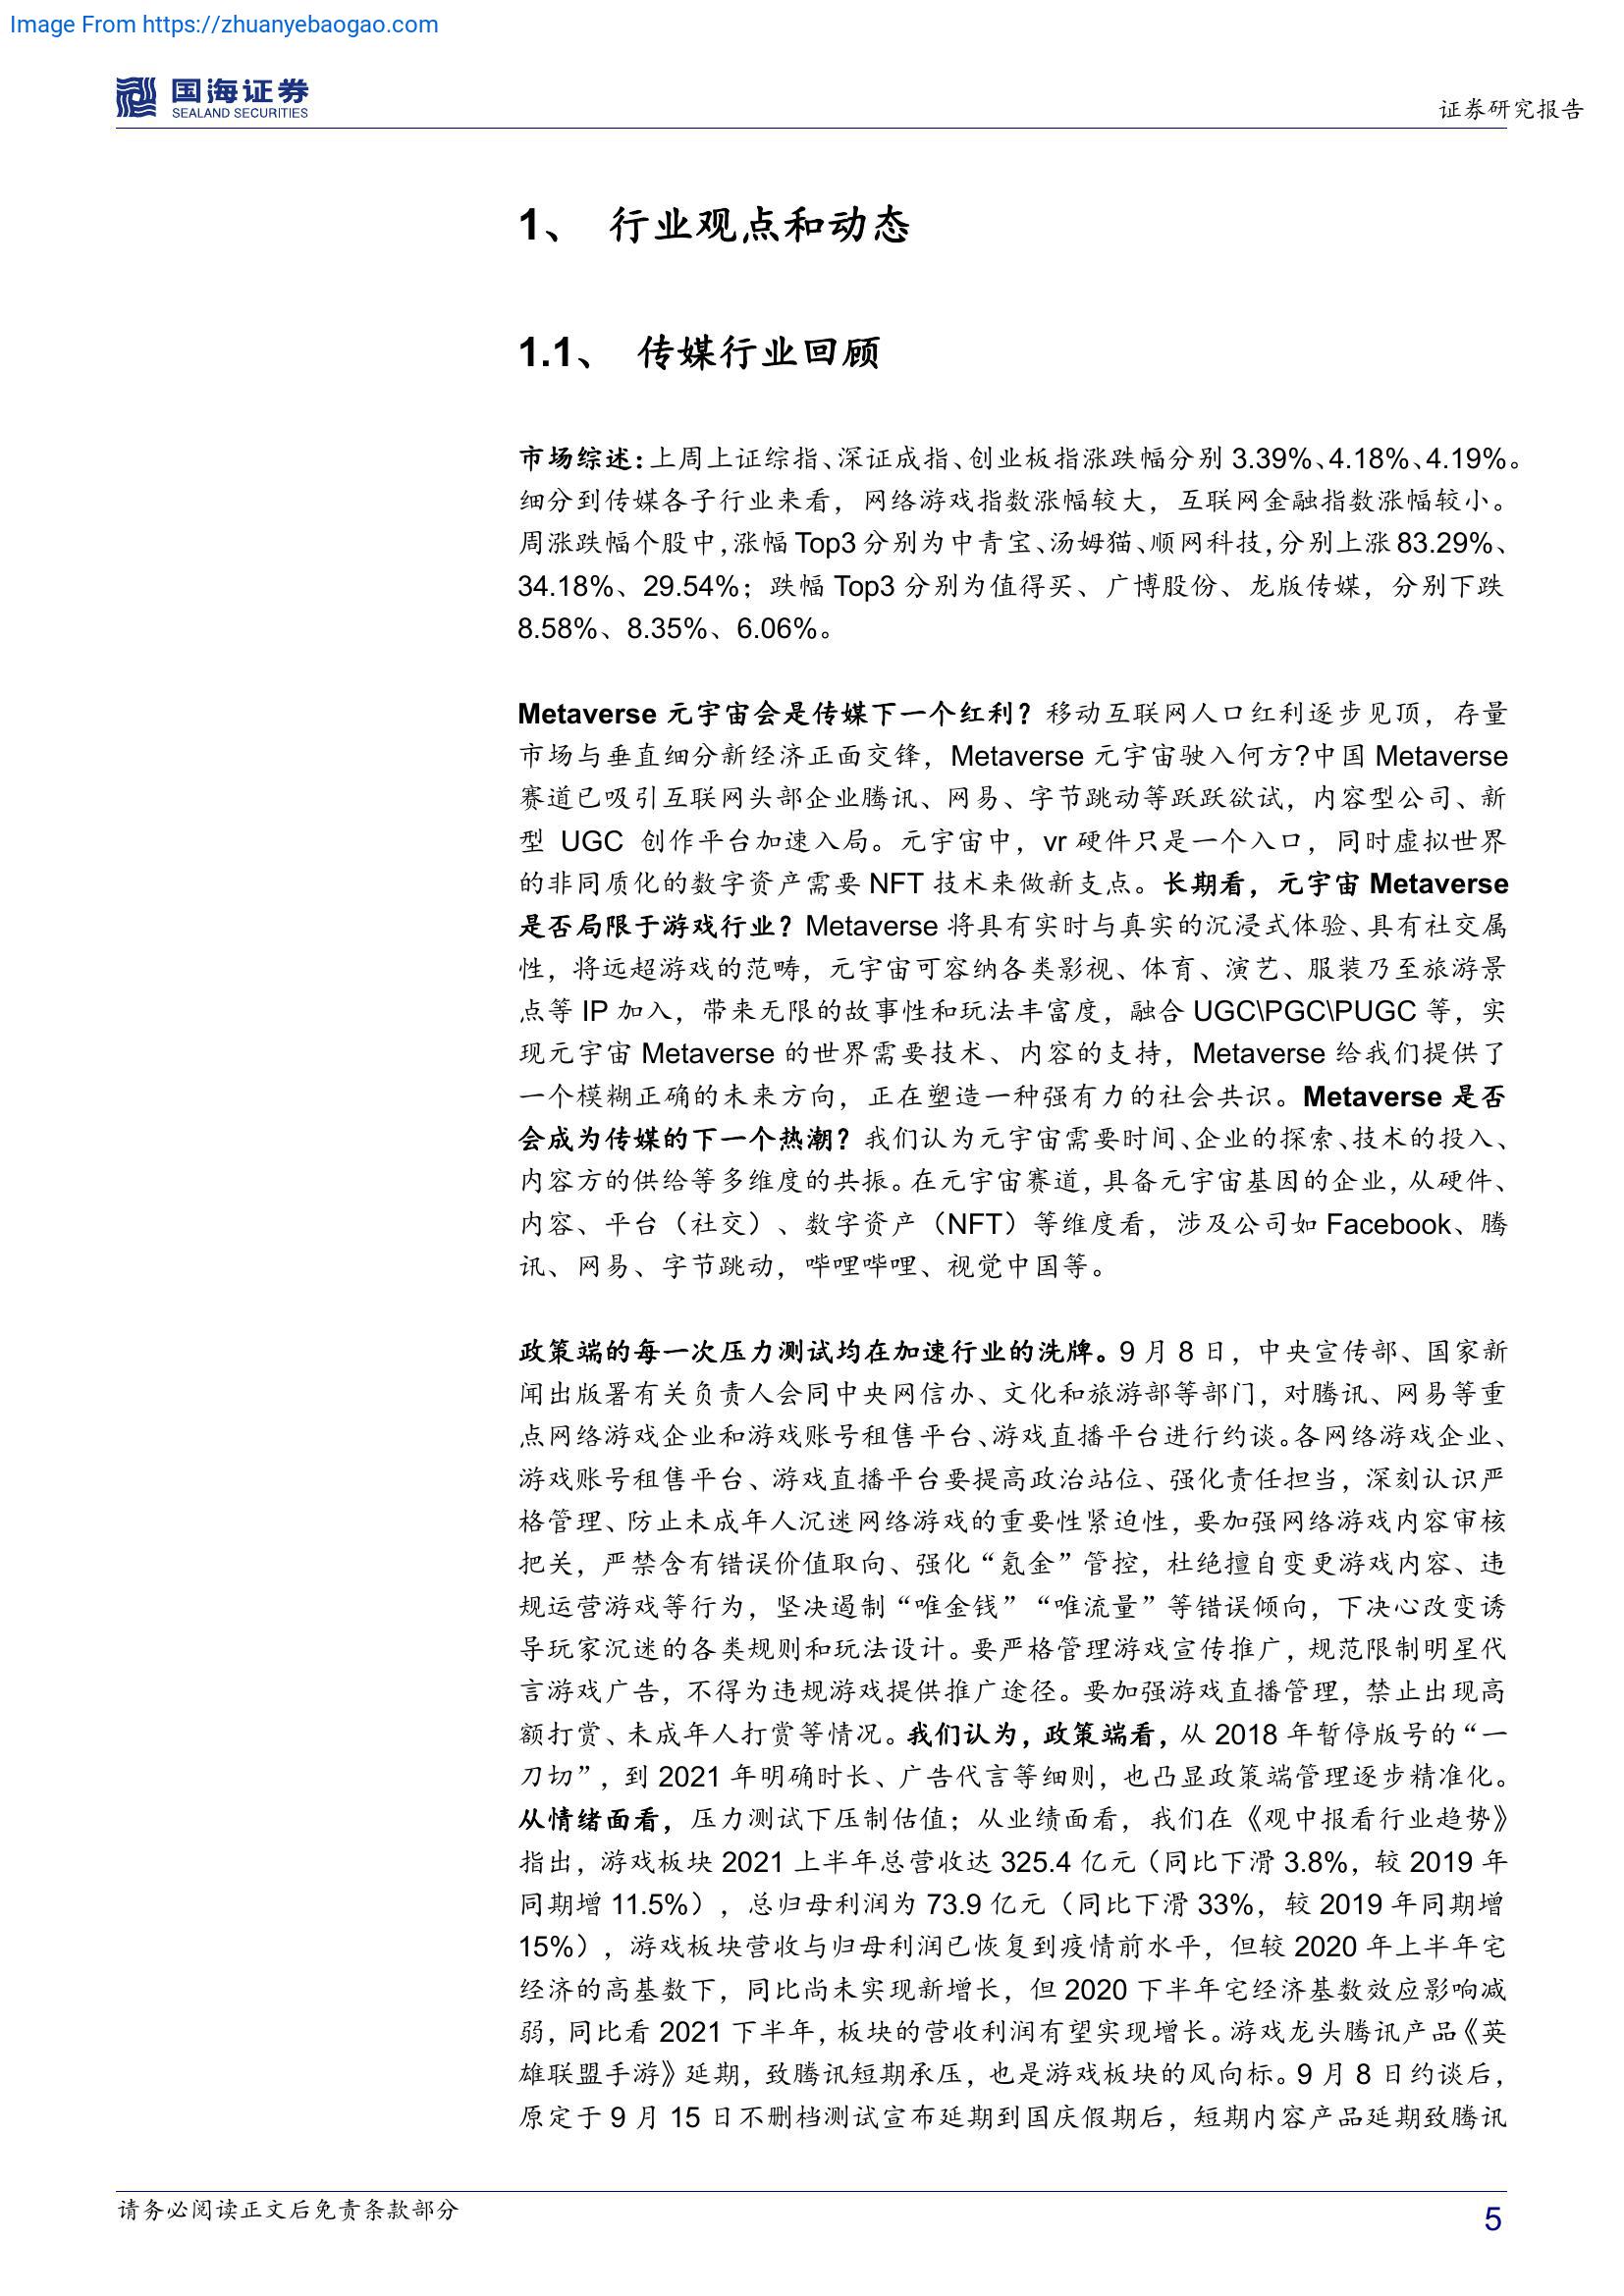 Image From https://zhuanyebaogao.com
国海证券
SEALAND SECURITIES
证券研究报告
1、 行业观点和动态
1.1、 传媒行业回顾
市场综述：上周上证综指、深证成指、创业板指涨跌幅分别 3.39%、4.18%、4.19%。
细分到传媒各子行业来看，网络游戏指数涨幅较大，互联网金融指数涨幅较小。
周涨跌幅个股中，涨幅 Top3 分别为中青宝、汤姆猫、顺网科技，分别上涨 83.29%、
34.18%、29.54%；跌幅 Top3 分别为值得买、广博股份、龙版传媒，分别下跌
8.58%、8.35%、6.06%。
Metaverse 元宇宙会是传媒下一个红利？移动互联网人口红利逐步见顶，存量
市场与垂直细分新经济正面交锋，Metaverse 元宇宙驶入何方?中国 Metaverse
赛道已吸引互联网头部企业腾讯、网易、字节跳动等跃跃欲试，内容型公司、新
型 UGC 创作平台加速入局。元宇宙中，vr 硬件只是一个入口，同时虚拟世界
的非同质化的数字资产需要 NFT 技术来做新支点。长期看，元宇宙 Metaverse
是否局限于游戏行业？Metaverse 将具有实时与真实的沉浸式体验、具有社交属
性，将远超游戏的范畴，元宇宙可容纳各类影视、体育、演艺、服装乃至旅游景
点等 IP 加入，带来无限的故事性和玩法丰富度，融合 UGC\PGC\PUGC 等，实
现元宇宙 Metaverse 的世界需要技术、内容的支持，Metaverse 给我们提供了
一个模糊正确的未来方向，正在塑造一种强有力的社会共识。Metaverse 是否
会成为传媒的下一个热潮？我们认为元宇宙需要时间、企业的探索、技术的投入、
内容方的供给等多维度的共振。在元宇宙赛道，具备元宇宙基因的企业，从硬件、
内容、平台（社交）、数字资产（NFT）等维度看，涉及公司如 Facebook、腾
讯、网易、字节跳动，哔哩哔哩、视觉中国等。
政策端的每一次压力测试均在加速行业的洗牌。9 月 8 日，中央宣传部、国家新
闻出版署有关负责人会同中央网信办、文化和旅游部等部门，对腾讯、网易等重
点网络游戏企业和游戏账号租售平台、游戏直播平台进行约谈。各网络游戏企业、
游戏账号租售平台、游戏直播平台要提高政治站位、强化责任担当，深刻认识严
格管理、防止未成年人沉迷网络游戏的重要性紧迫性，要加强网络游戏内容审核
把关，严禁含有错误价值取向、强化“氪金”管控，杜绝擅自变更游戏内容、违
规运营游戏等行为，坚决遏制“唯金钱”“唯流量”等错误倾向，下决心改变诱
导玩家沉迷的各类规则和玩法设计。要严格管理游戏宣传推广，规范限制明星代
言游戏广告，不得为违规游戏提供推广途径。要加强游戏直播管理，禁止出现高
额打赏、未成年人打赏等情况。我们认为，政策端看，从 2018 年暂停版号的“一
刀切”，到 2021 年明确时长、广告代言等细则，也凸显政策端管理逐步精准化。
从情绪面看，压力测试下压制估值；从业绩面看，我们在《观中报看行业趋势》
指出，游戏板块 2021 上半年总营收达 325.4 亿元（同比下滑 3.8%，较 2019 年
同期增 11.5%），总归母利润为 73.9 亿元（同比下滑 33%，较 2019 年同期增
15%），游戏板块营收与归母利润已恢复到疫情前水平，但较 2020 年上半年宅
经济的高基数下，同比尚未实现新增长，但 2020 下半年宅经济基数效应影响减
弱，同比看 2021 下半年，板块的营收利润有望实现增长。游戏龙头腾讯产品《英
雄联盟手游》延期，致腾讯短期承压，也是游戏板块的风向标。9 月 8 日约谈后，
原定于 9 月 15 日不删档测试宣布延期到国庆假期后，短期内容产品延期致腾讯
请务必阅读正文后免责条款部分
5